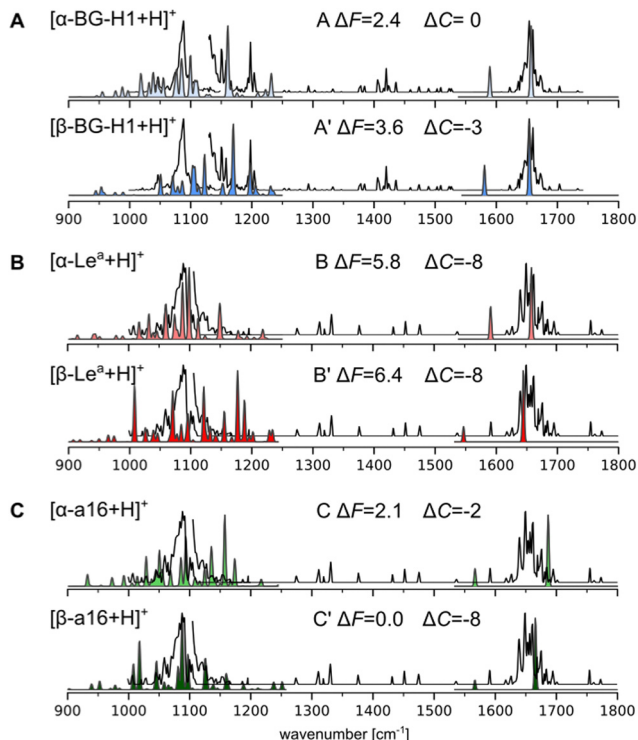 A [α-BG-H1+H]⁺ A ΔF=2.4 ΔC= 0
[β-BG-H1+H]⁺ A' ΔF=3.6 ΔC=-3
900 1000 1100 1200 1300 1400 1500 1600 1700 1800
B [α-Leᵃ+H]⁺ B ΔF=5.8 ΔC=-8
[β-Leᵃ+H]⁺ B' ΔF=6.4 ΔC=-8
900 1000 1100 1200 1300 1400 1500 1600 1700 1800
C [α-a16+H]⁺ C ΔF=2.1 ΔC=-2
[β-a16+H]⁺ C' ΔF=0.0 ΔC=-8
900 1000 1100 1200 1300 1400 1500 1600 1700 1800
wavenumber [cm⁻¹]